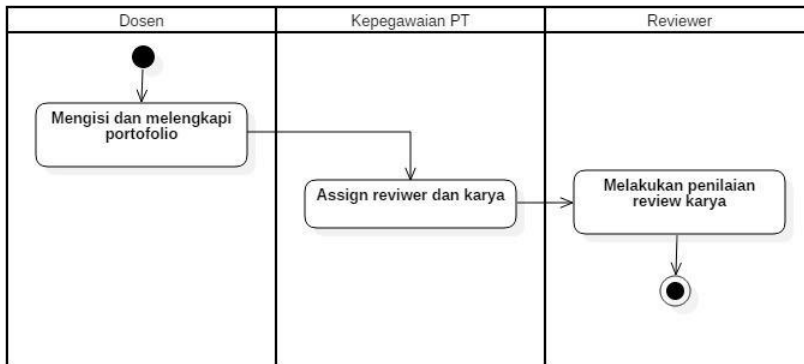 Dosen
Kepegawaian PT
Reviewer
Mengisi dan melengkapi
portofolio
Assign reviwer dan karya
Melakukan penilaian
review karya